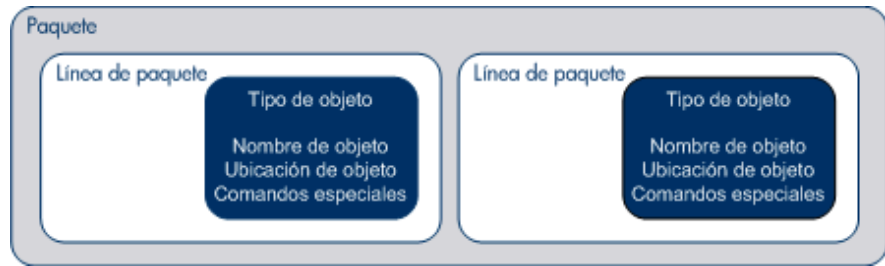 Paquete
Línea de paquete
Tipo de objeto
Nombre de objeto
Ubicación de objeto
Comandos especiales
Línea de paquete
Tipo de objeto
Nombre de objeto
Ubicación de objeto
Comandos especiales